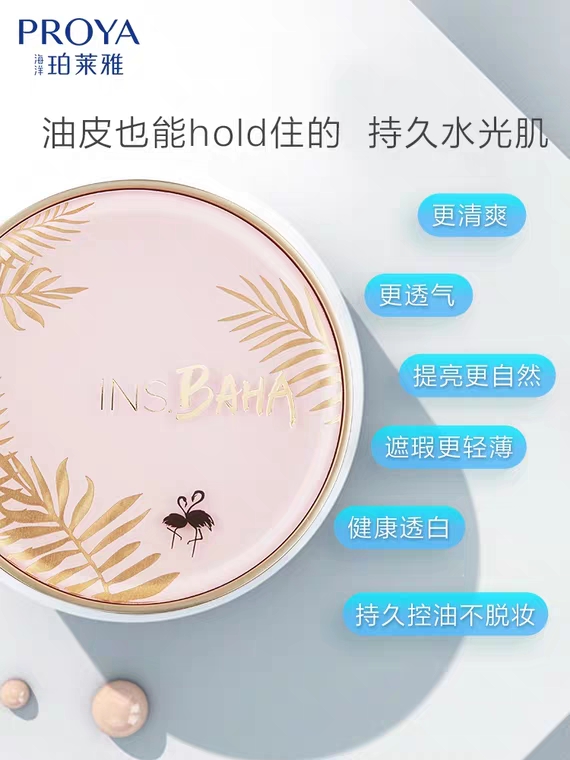 PROYA
海洋 珀莱雅
油皮也能hold住的 持久水光肌
更清爽
更透气
提亮更自然
INS.BAHA
遮瑕更轻薄
健康透白
持久控油不脱妆